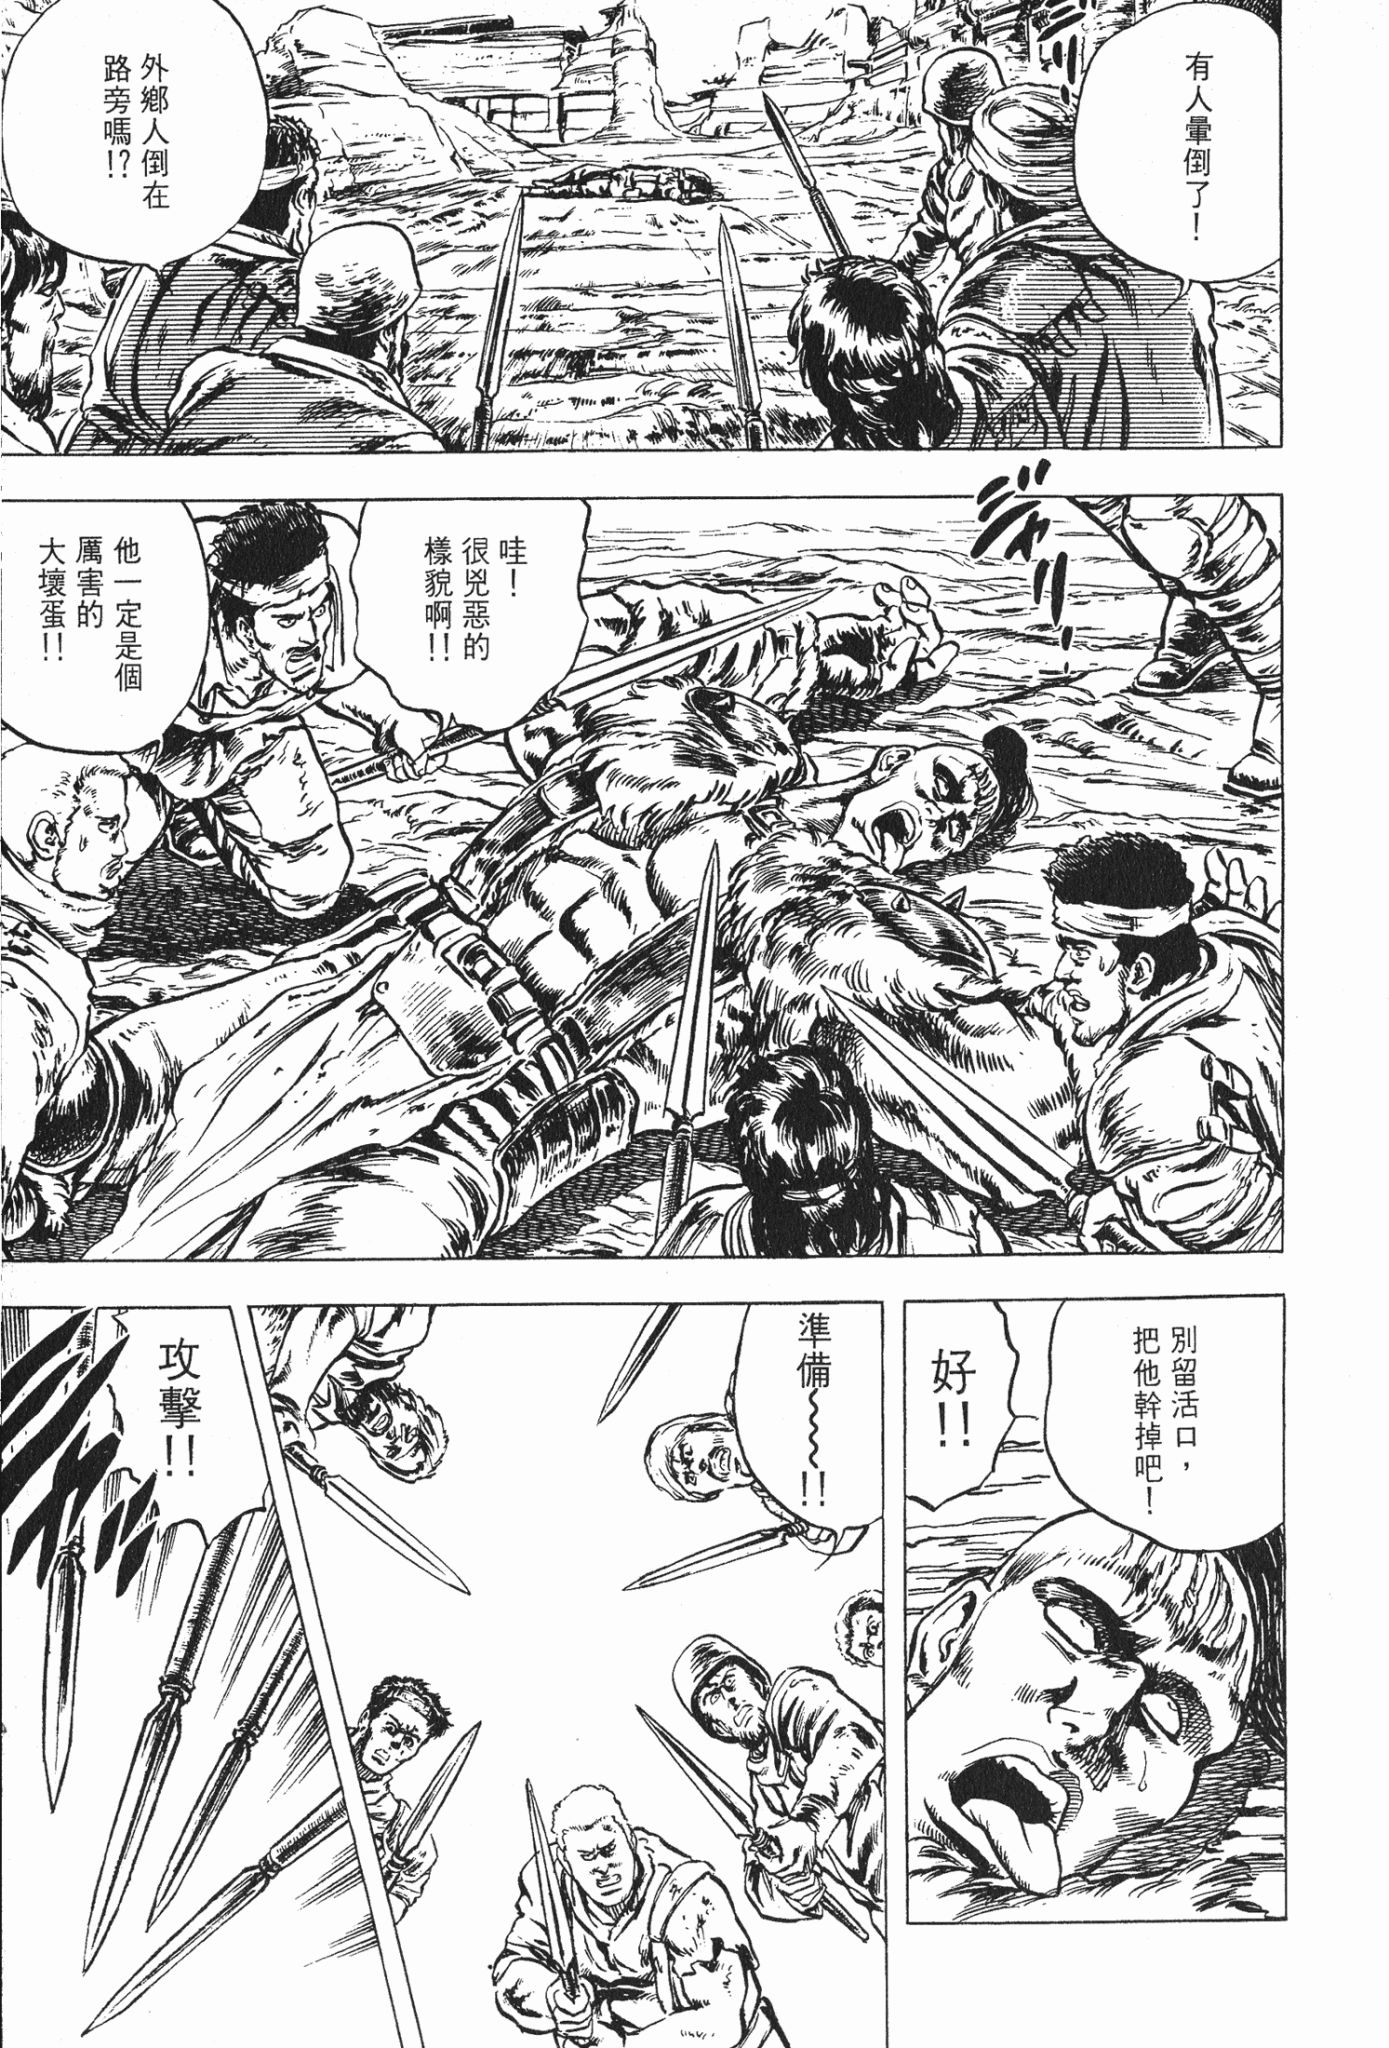 有人暈倒了！
外鄉人倒在
路旁嗎!?
哇！
很兇惡的
樣貌啊!!
他一定是個
厲害的
大壞蛋!!
別留活口，
把他幹掉吧！
好!!
準備～～～!!
攻擊!!